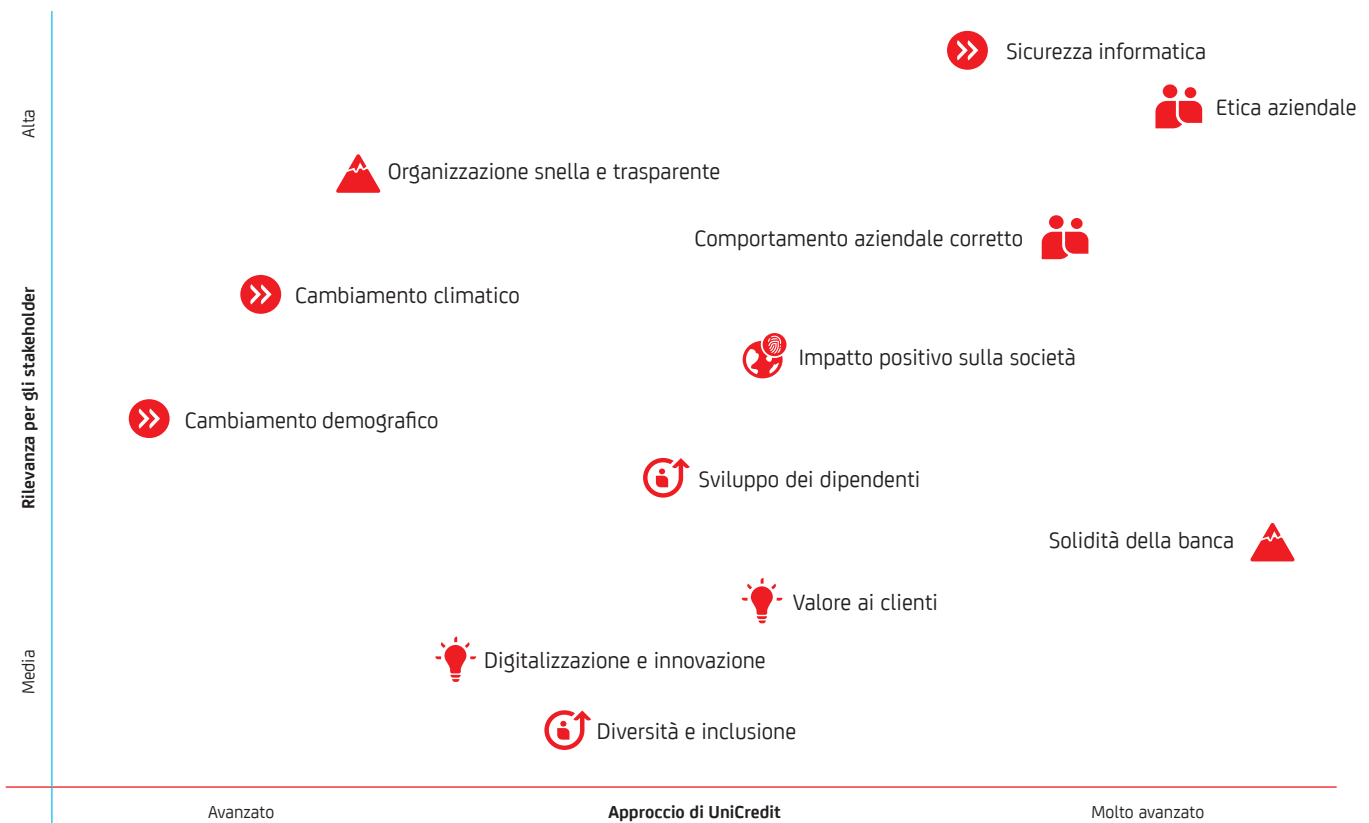 Sicurezza informatica
Etica aziendale
Alta
Organizzazione snella e trasparente
Comportamento aziendale corretto
Cambiamento climatico
Rilevanza per gli stakeholder
Impatto positivo sulla società
Cambiamento demografico
Sviluppo dei dipendenti
Solidità della banca
Valore ai clienti
Media
Digitalizzazione e innovazione
Diversità e inclusione
Avanzato
Approccio di UniCredit
Molto avanzato